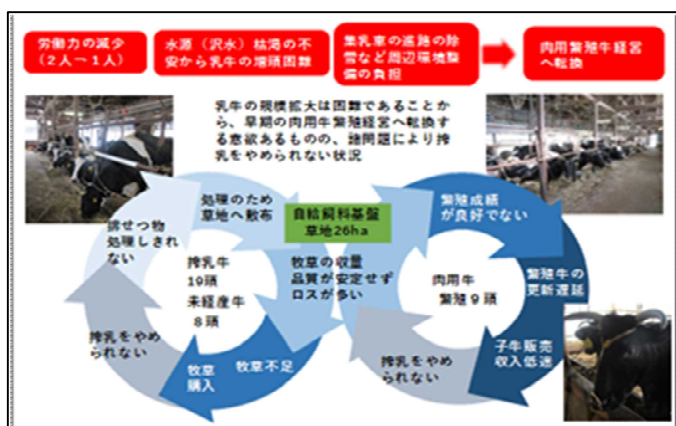 労働力の減少
（２人→１人）
水源（沢水）枯渇の不
安から乳牛の増頭困難
集乳車の進路の除
雪など周辺環境整
備の負担
肉用繁殖牛経営
へ転換
乳牛の規模拡大は困難であることか
ら、早期の肉用牛繁殖経営へ転換す
る意欲あるものの、諸問題により搾
乳をやめられない状況
処理のため
草地へ散布
自給飼料基盤
草地26ha
繁殖成績
が良好でない
排せつ物
処理しきれ
ない
搾乳牛
19頭
未経産牛
８頭
牧草の収量
品質が安定せず
ロスが多い
肉用牛
繁殖９頭
繁殖牛の
更新遅延
搾乳をやめ
られない
牧草
購入
牧草不足
搾乳をやめ
られない
子牛販売
収入低迷